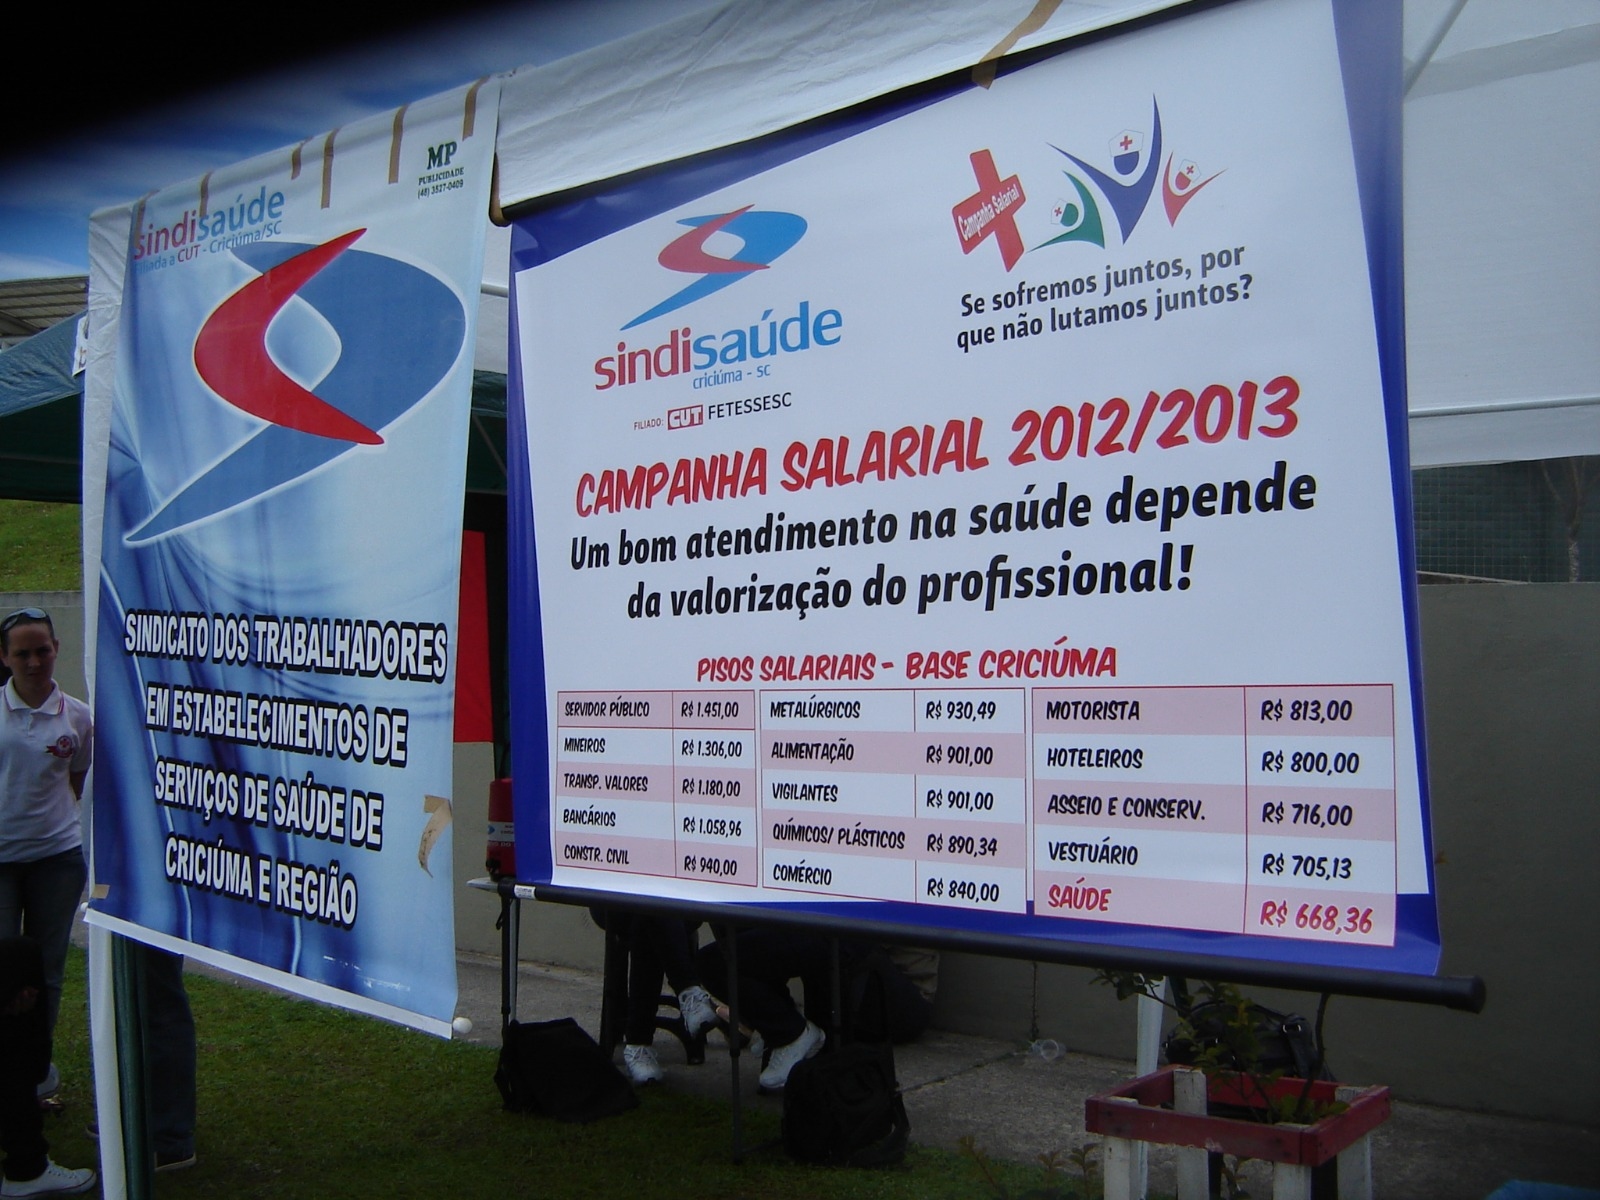 MP
PUBLICIDADE
(48) 3527-0409
sindisaúde
filiada a CUT - Criciúma/SC
SINDICATO DOS TRABALHADORES
EM ESTABELECIMENTOS DE
SERVIÇOS DE SAÚDE DE
CRICIÚMA E REGIÃO
sindisaúde
criciúma - SC
FILIADO: CUT FETESSESC
Campanha Salarial
Se sofremos juntos, por
que não lutamos juntos?
CAMPANHA SALARIAL 2012/2013
Um bom atendimento na saúde depende
da valorização do profissional!
PISOS SALARIAIS - BASE CRICIÚMA
SERVIDOR PÚBLICO R$ 1.451,00
MINEIROS R$ 1.306,00
TRANSP. VALORES R$ 1.180,00
BANCÁRIOS R$ 1.058,96
CONSTR. CIVIL R$ 940,00
METALÚRGICOS R$ 930,49
ALIMENTAÇÃO R$ 901,00
VIGILANTES R$ 901,00
QUÍMICOS/ PLÁSTICOS R$ 890,34
COMÉRCIO R$ 840,00
MOTORISTA R$ 813,00
HOTELEIROS R$ 800,00
ASSEIO E CONSERV. R$ 716,00
VESTUÁRIO R$ 705,13
SAÚDE R$ 668,36